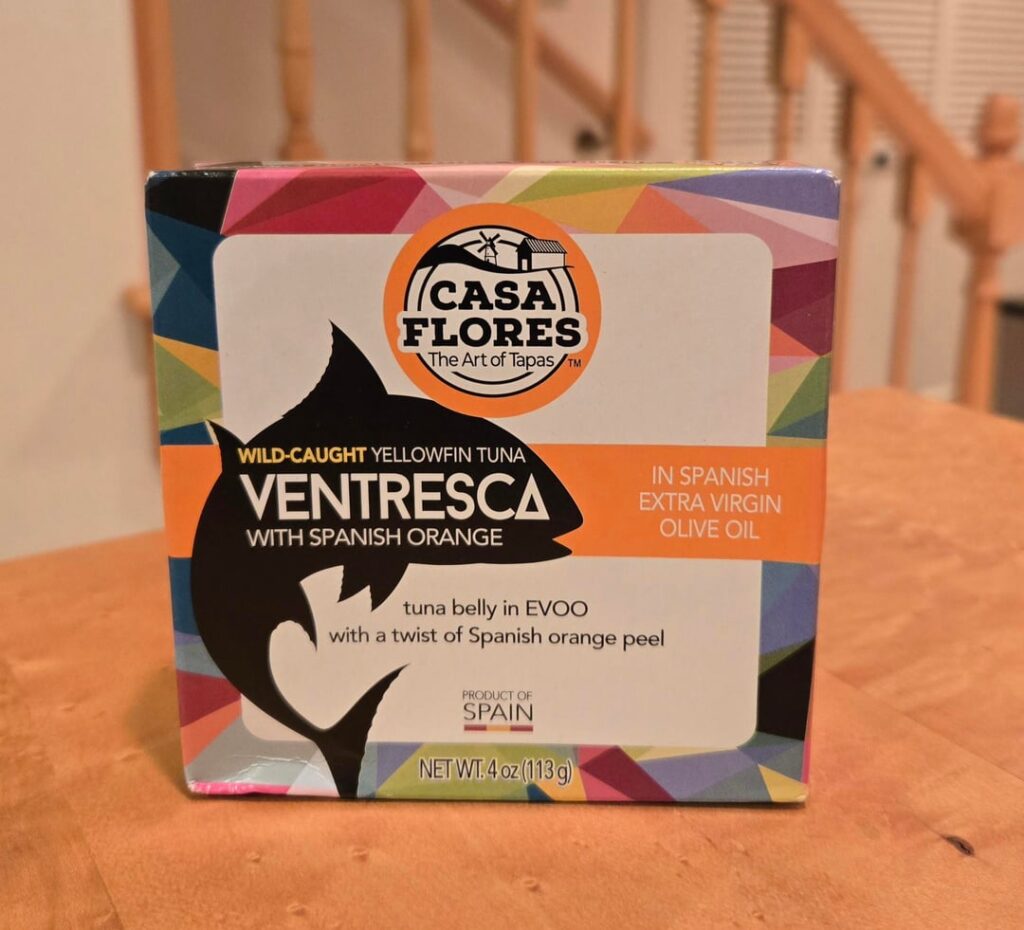 CASA
FLORES
The Art of Tapas TM
WILD-CAUGHT YELLOWFIN TUNA
VENTRESCA
WITH SPANISH ORANGE
IN SPANISH
EXTRA VIRGIN
OLIVE OIL
tuna belly in EVOO
with a twist of Spanish orange peel
PRODUCT OF
SPAIN
NET WT. 4 oz (113 g)